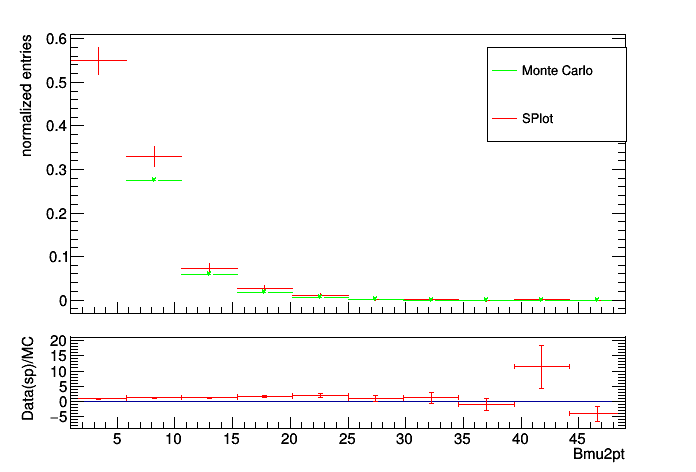 normalized entries
0.6
0.5
0.4
0.3
0.2
0.1
0
Monte Carlo
SPlot
Data(sp)/MC
20
15
10
5
0
−5
5 10 15 20 25 30 35 40 45
Bmu2pt